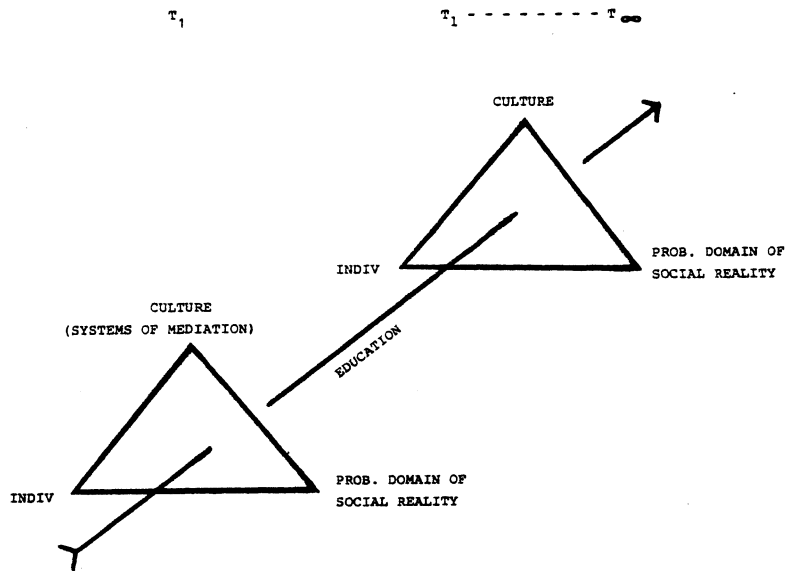 T1
T1 - - - - - - - - T∞
CULTURE
INDIV
PROB. DOMAIN OF
SOCIAL REALITY
CULTURE
(SYSTEMS OF MEDIATION)
EDUCATION
INDIV
PROB. DOMAIN OF
SOCIAL REALITY